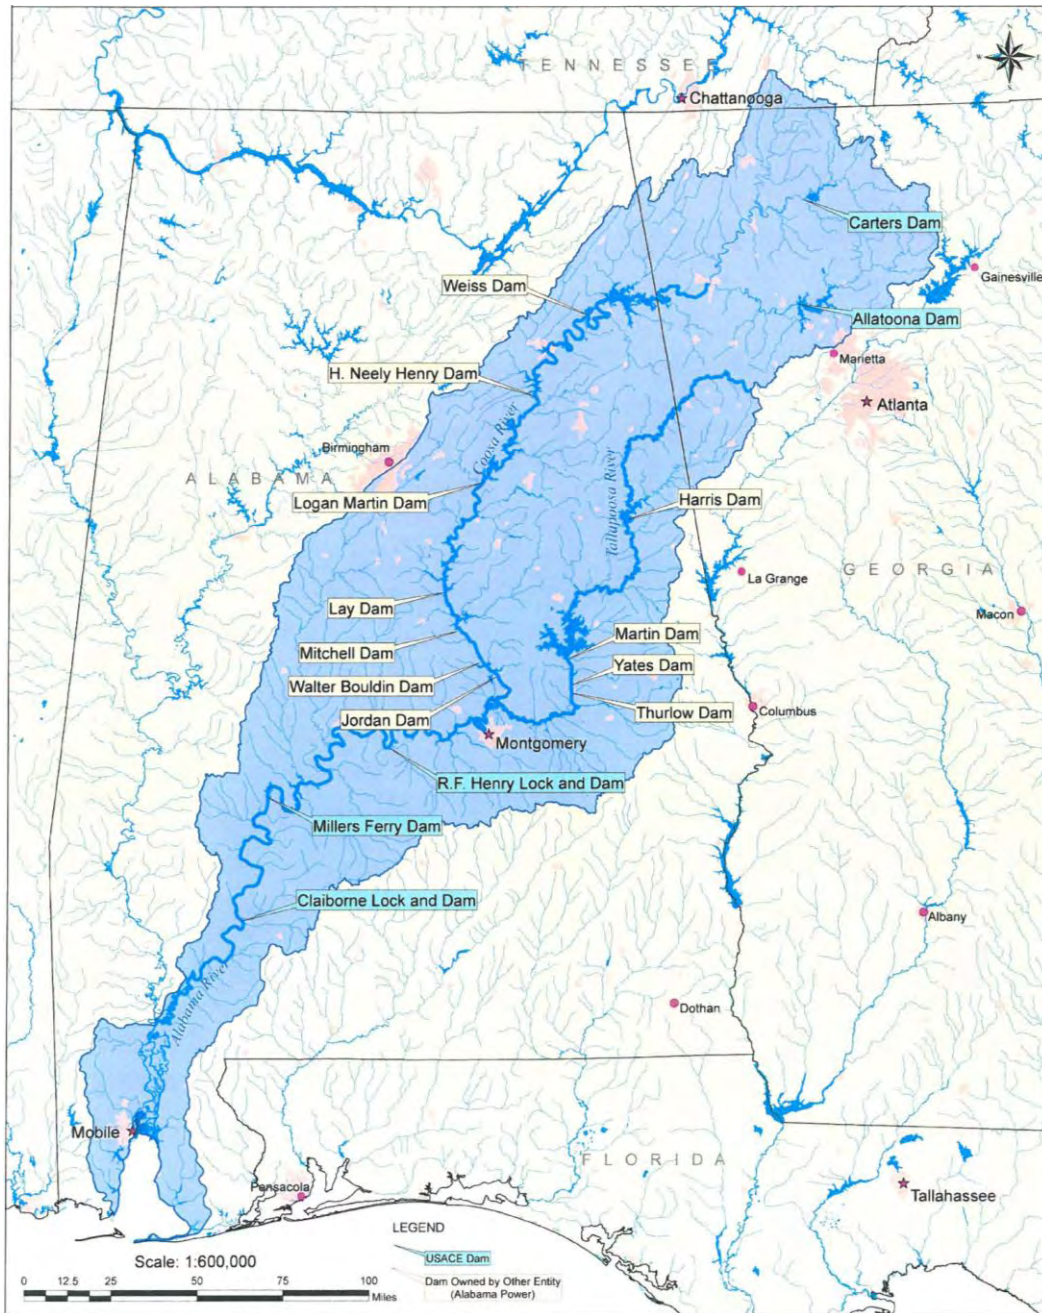 TENNESSEE
Chattanooga
Carters Dam
Gainesville
Weiss Dam
Allatoona Dam
Marietta
H. Neely Henry Dam
Atlanta
Coosa River
Birmingham
ALABAMA
Logan Martin Dam
Harris Dam
Tallapoosa River
La Grange
GEORGIA
Lay Dam
Macon
Martin Dam
Mitchell Dam
Yates Dam
Walter Bouldin Dam
Jordan Dam
Thurlow Dam
Columbus
Montgomery
R.F. Henry Lock and Dam
Millers Ferry Dam
Claiborne Lock and Dam
Albany
Alabama River
Dothan
Mobile
FLORIDA
Pensacola
Tallahassee
LEGEND
USACE Dam
Scale: 1:600,000
Dam Owned by Other Entity
(Alabama Power)
0 12.5 25 50 75 100
Miles